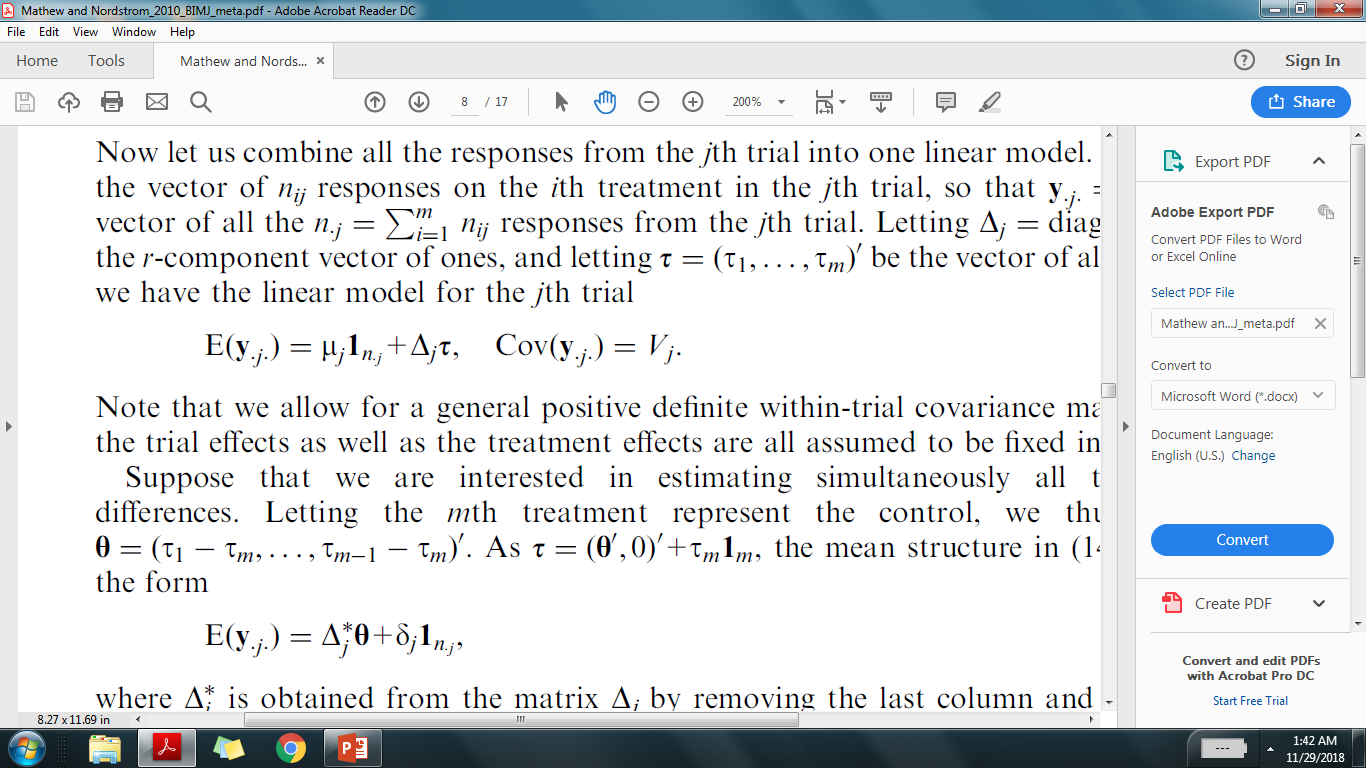 Mathew and Nordstrom_2010_BIMJ_meta.pdf - Adobe Acrobat Reader DC
File Edit View Window Help
Home Tools Mathew and Nords... × ? Sign In
8 / 17 200% Share
Now let us combine all the responses from the jth trial into one linear model.
the vector of n_{ij} responses on the ith treatment in the jth trial, so that y_{.j.} =
vector of all the n_{.j} = ∑_{i=1}^{m} n_{ij} responses from the jth trial. Letting Δ_j = diag
the r-component vector of ones, and letting τ = (τ_1, . . . , τ_m)′ be the vector of al
we have the linear model for the jth trial
E(y_{.j.}) = μ_j 1_{n_{.j}} + Δ_j τ, Cov(y_{.j.}) = V_j.
Note that we allow for a general positive definite within-trial covariance ma
the trial effects as well as the treatment effects are all assumed to be fixed in
Suppose that we are interested in estimating simultaneously all t
differences. Letting the mth treatment represent the control, we thu
θ = (τ_1 − τ_m, . . . , τ_{m−1} − τ_m)′. As τ = (θ′, 0)′ + τ_m 1_m, the mean structure in (14
the form
E(y_{.j.}) = Δ_j^* θ + δ_j 1_{n_{.j}},
where Δ_j^* is obtained from the matrix Δ_j by removing the last column and
8.27 x 11.69 in
Export PDF
Adobe Export PDF
Convert PDF Files to Word
or Excel Online
Select PDF File
Mathew an...J_meta.pdf ×
Convert to
Microsoft Word (*.docx)
Document Language:
English (U.S.) Change
Convert
Create PDF
Convert and edit PDFs
with Acrobat Pro DC
Start Free Trial
1:42 AM
11/29/2018